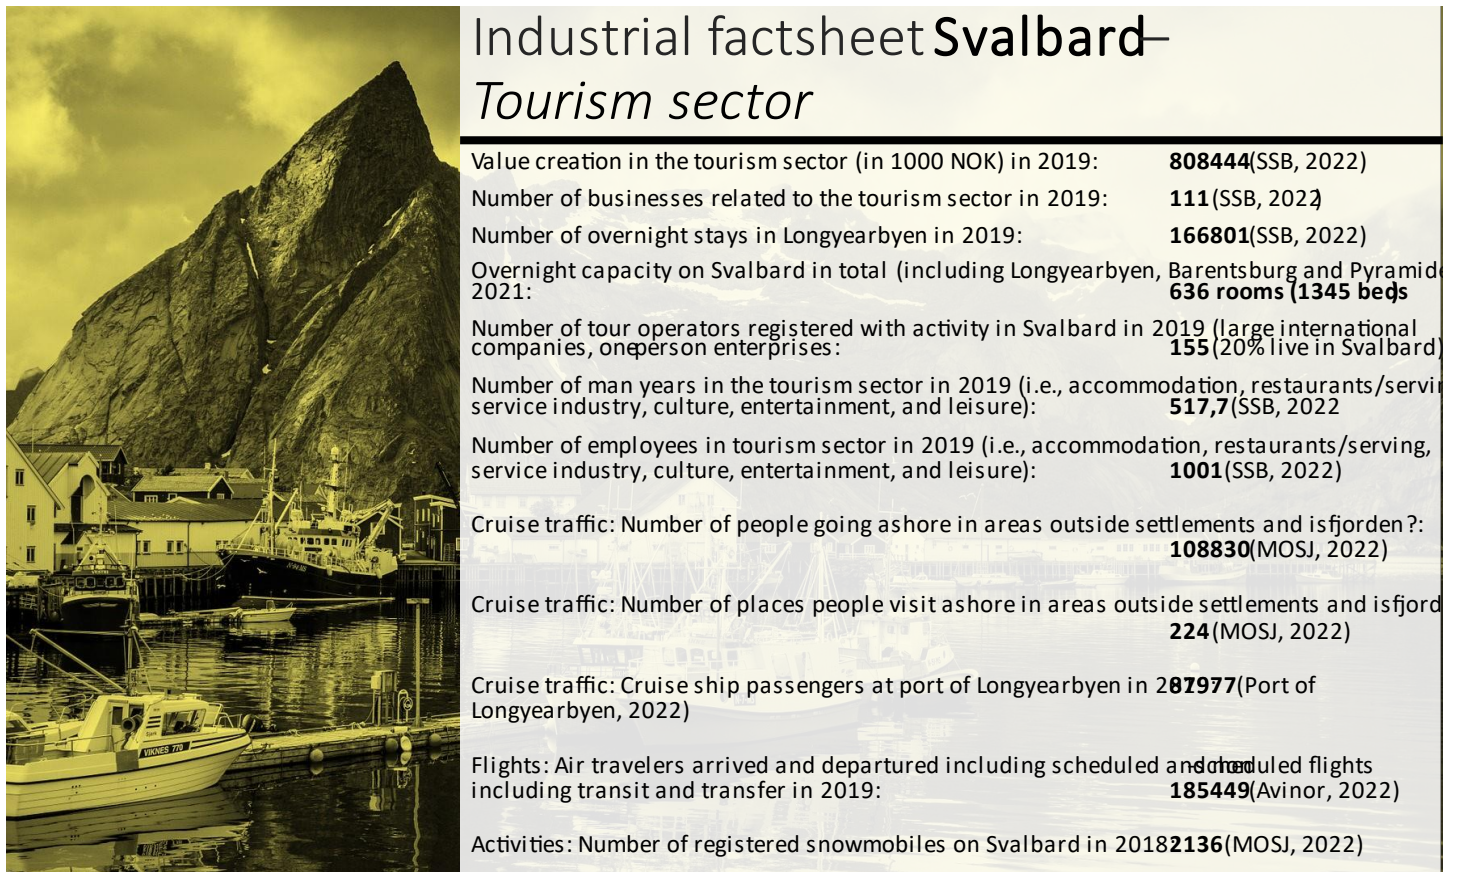 Industrial factsheet Svalbard–
Tourism sector
Value creation in the tourism sector (in 1000 NOK) in 2019: 808444(SSB, 2022)
Number of businesses related to the tourism sector in 2019: 111(SSB, 2022)
Number of overnight stays in Longyearbyen in 2019: 166801(SSB, 2022)
Overnight capacity on Svalbard in total (including Longyearbyen, Barentsburg and Pyramide
2021: 636 rooms (1345 beds)
Number of tour operators registered with activity in Svalbard in 2019 (large international
companies, oneperson enterprises: 155(20% live in Svalbard)
Number of man years in the tourism sector in 2019 (i.e., accommodation, restaurants/servin
service industry, culture, entertainment, and leisure): 517,7(SSB, 2022
Number of employees in tourism sector in 2019 (i.e., accommodation, restaurants/serving,
service industry, culture, entertainment, and leisure): 1001(SSB, 2022)
Cruise traffic: Number of people going ashore in areas outside settlements and isfjorden?:
108830(MOSJ, 2022)
Cruise traffic: Number of places people visit ashore in areas outside settlements and isfjord
224(MOSJ, 2022)
Cruise traffic: Cruise ship passengers at port of Longyearbyen in 87977(Port of
Longyearbyen, 2022)
Flights: Air travelers arrived and departured including scheduled flights
including transit and transfer in 2019: 185449(Avinor, 2022)
Activities: Number of registered snowmobiles on Svalbard in 2018: 2136(MOSJ, 2022)
VIKNES 770